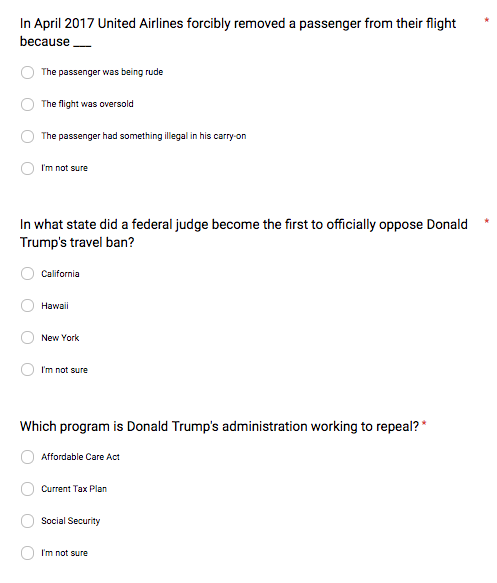 In April 2017 United Airlines forcibly removed a passenger from their flight *
because ___
The passenger was being rude
The flight was oversold
The passenger had something illegal in his carry-on
I'm not sure
In what state did a federal judge become the first to officially oppose Donald *
Trump's travel ban?
California
Hawaii
New York
I'm not sure
Which program is Donald Trump's administration working to repeal? *
Affordable Care Act
Current Tax Plan
Social Security
I'm not sure